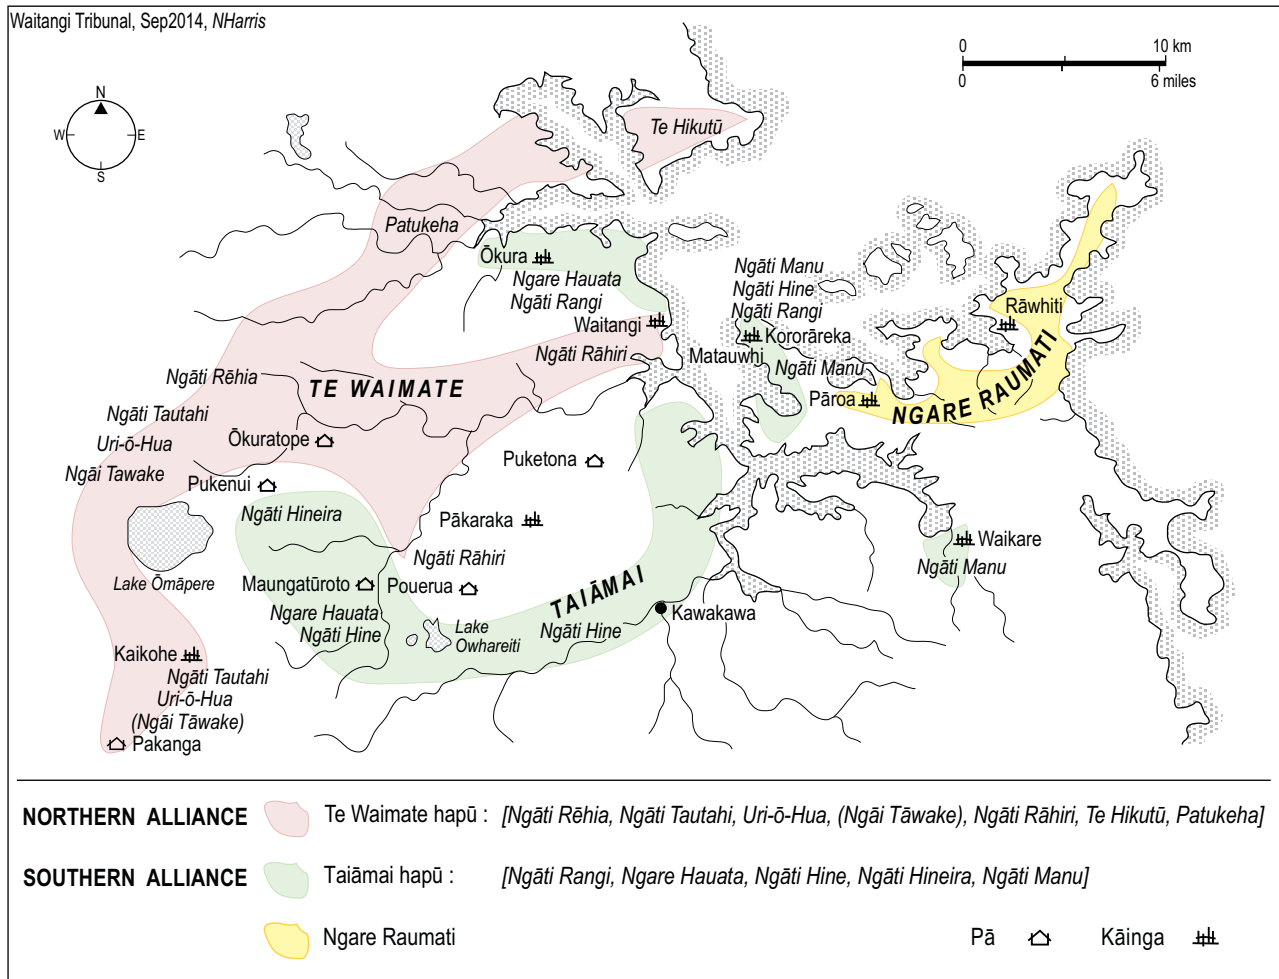 Waitangi Tribunal, Sep2014, NHarris
0 10 km
0 6 miles
N
W E
S
Te Hikutū
Patukeha
Ōkura
Ngare Hauata
Ngāti Rangi
Waitangi
Ngāti Rāhiri
Ngāti Manu
Ngāti Hine
Ngāti Rangi
Kororāreka
Matauwhi
Ngāti Manu
Pāroa
Rāwhiti
NGARE RAUMATI
Ngāti Rēhia
TE WAIMATE
Ngāti Tautahi
Uri-ō-Hua
Ngāi Tawake
Ōkuratope
Pukenui
Puketona
Ngāti Hineira
Pākaraka
Ngāti Rāhiri
Waikare
Ngāti Manu
Lake Ōmāpere
Maungatūroto
Pouerua
TAIĀMAI
Ngare Hauata
Ngāti Hine
Lake
Owhareiti
Ngāti Hine
Kawakawa
Kaikohe
Ngāti Tautahi
Uri-ō-Hua
(Ngāi Tāwake)
Pakanga
NORTHERN ALLIANCE Te Waimate hapū : [Ngāti Rēhia, Ngāti Tautahi, Uri-ō-Hua, (Ngāi Tāwake), Ngāti Rāhiri, Te Hikutū, Patukeha]
SOUTHERN ALLIANCE Taiāmai hapū : [Ngāti Rangi, Ngare Hauata, Ngāti Hine, Ngāti Hineira, Ngāti Manu]
Ngare Raumati Pā Kāinga